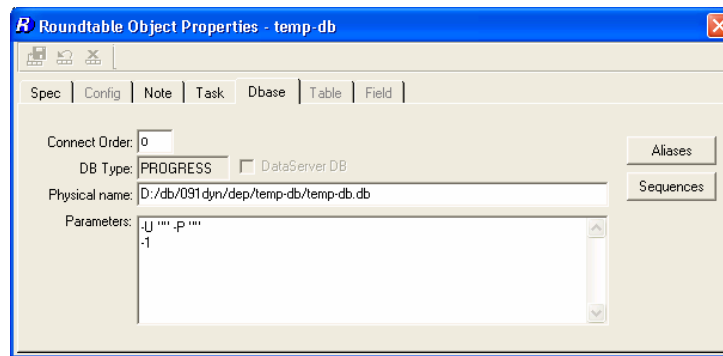 R Roundtable Object Properties - temp-db
Spec Config Note Task Dbase Table Field
Connect Order: 0
Aliases
DB Type: PROGRESS DataServer DB
Sequences
Physical name: D:/db/091dyn/dep/temp-db/temp-db.db
Parameters: -U "" -P ""
-1